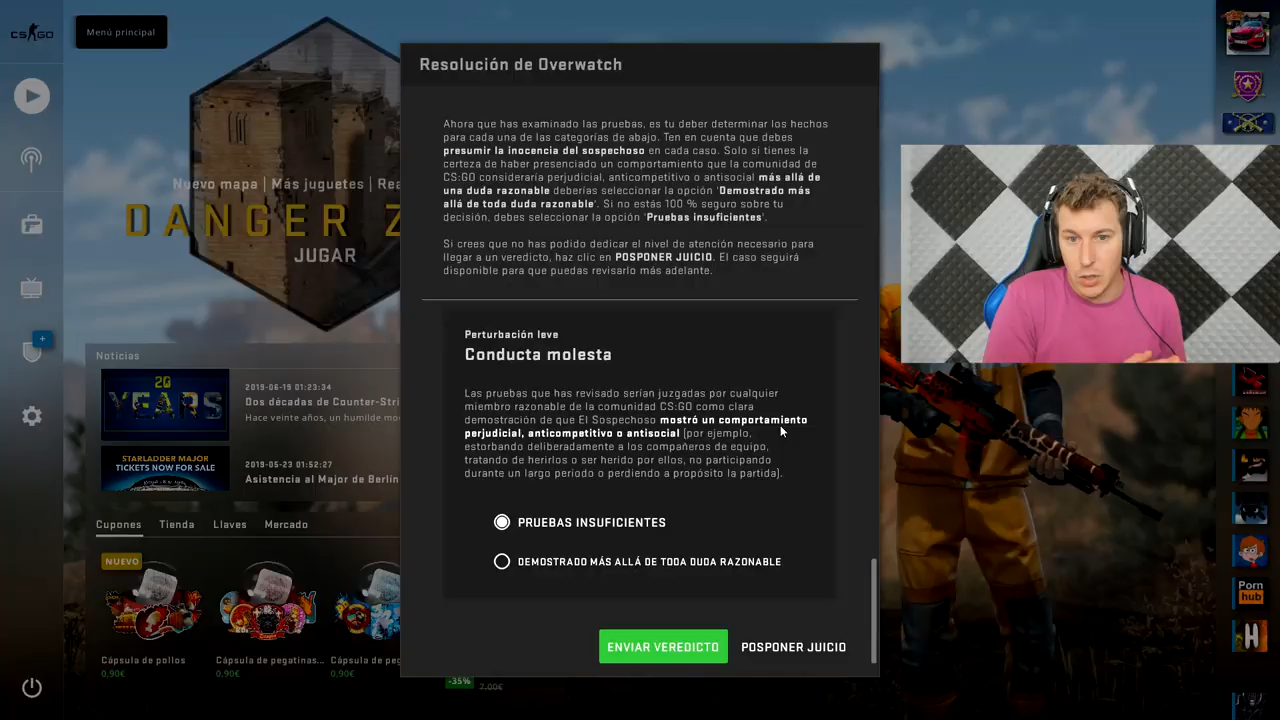 CS:GO
Menú principal
Nuevo mapa | Más juguetes | Rea
DANGER Z
JUGAR
Noticias
20 YEARS
2019-06-19 01:23:34
Dos décadas de Counter-Stri
Hace veinte años, un humilde mo
STARLADDER MAJOR
TICKETS NOW FOR SALE
2019-05-23 01:52:27
Asistencia al Major de Berlín
Cupones Tienda Llaves Mercado
NUEVO
Cápsula de pollos
0,90€
Cápsula de pegatinas...
0,90€
Cápsula de peg
0,90€
-35%
7,00€
Resolución de Overwatch
Ahora que has examinado las pruebas, es tu deber determinar los hechos
para cada una de las categorías de abajo. Ten en cuenta que debes
presumir la inocencia del sospechoso en cada caso. Solo si tienes la
certeza de haber presenciado un comportamiento que la comunidad de
CS:GO consideraría perjudicial, anticompetitivo o antisocial más allá de
una duda razonable deberías seleccionar la opción 'Demostrado más
allá de toda duda razonable'. Si no estás 100 % seguro sobre tu
decisión, debes seleccionar la opción 'Pruebas insuficientes'.
Si crees que no has podido dedicar el nivel de atención necesario para
llegar a un veredicto, haz clic en POSPONER JUICIO. El caso seguirá
disponible para que puedas revisarlo más adelante.
Perturbación leve
Conducta molesta
Las pruebas que has revisado serían juzgadas por cualquier
miembro razonable de la comunidad CS:GO como clara
demostración de que El Sospechoso mostró un comportamiento
perjudicial, anticompetitivo o antisocial (por ejemplo,
estorbando deliberadamente a los compañeros de equipo,
tratando de herirlos o ser herido por ellos, no participando
durante un largo período o perdiendo a propósito la partida).
PRUEBAS INSUFICIENTES
DEMOSTRADO MÁS ALLÁ DE TODA DUDA RAZONABLE
ENVIAR VEREDICTO
POSPONER JUICIO
Porn
hub
H